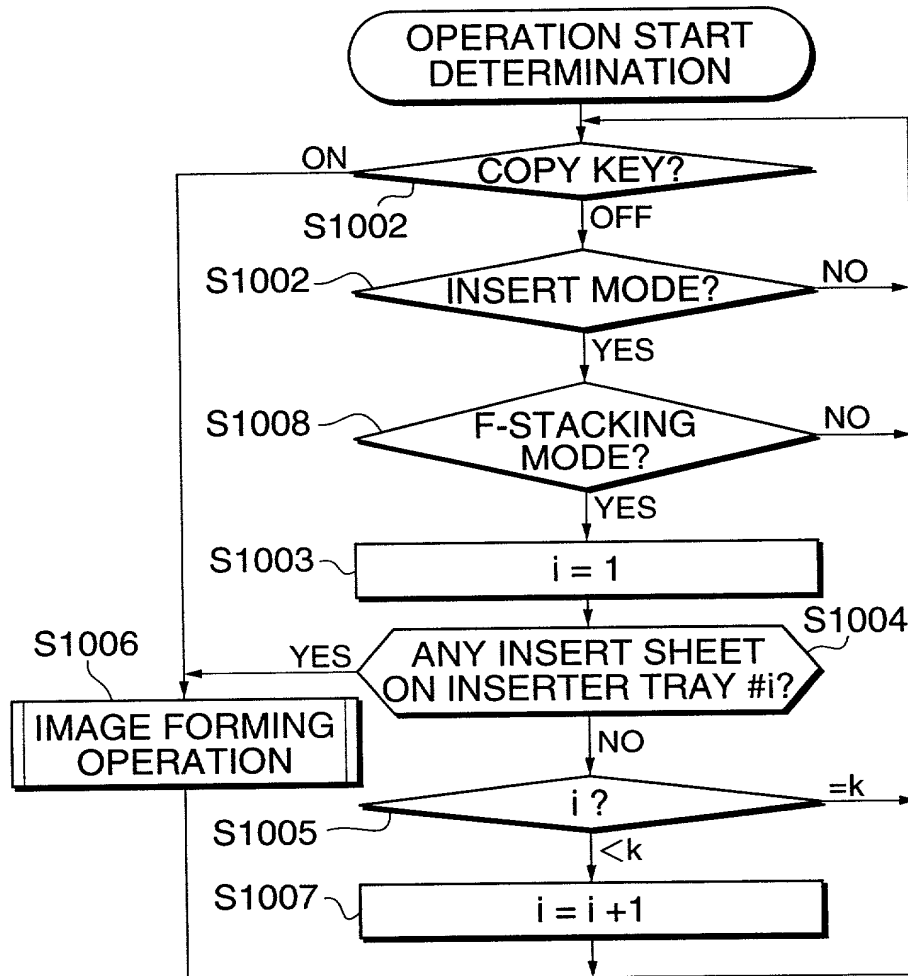 OPERATION START
DETERMINATION
ON
COPY KEY?
S1002
OFF
S1002
INSERT MODE?
NO
YES
S1008
F-STACKING
MODE?
NO
YES
S1003
i = 1
S1004
S1006
YES
ANY INSERT SHEET
ON INSERTER TRAY #i?
IMAGE FORMING
OPERATION
NO
i ?
=k
S1005
<k
S1007
i = i +1